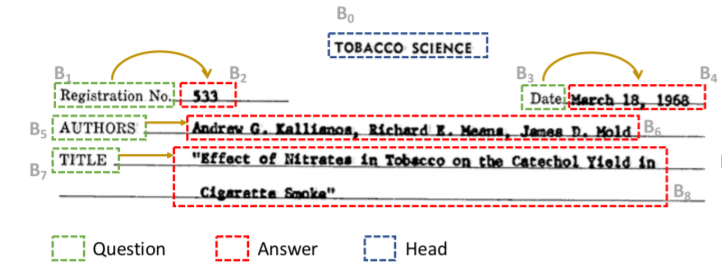 B0
TOBACCO SCIENCE
B1 B2 B3 B4
Registration No. 533 Date March 18, 1968
B5 AUTHORS Andrew G. Kallianos, Richard E. Means, James D. Mold B6
TITLE "Effect of Nitrates in Tobacco on the Catechol Yield in
B7
Cigarette Smoke" B8
Question Answer Head